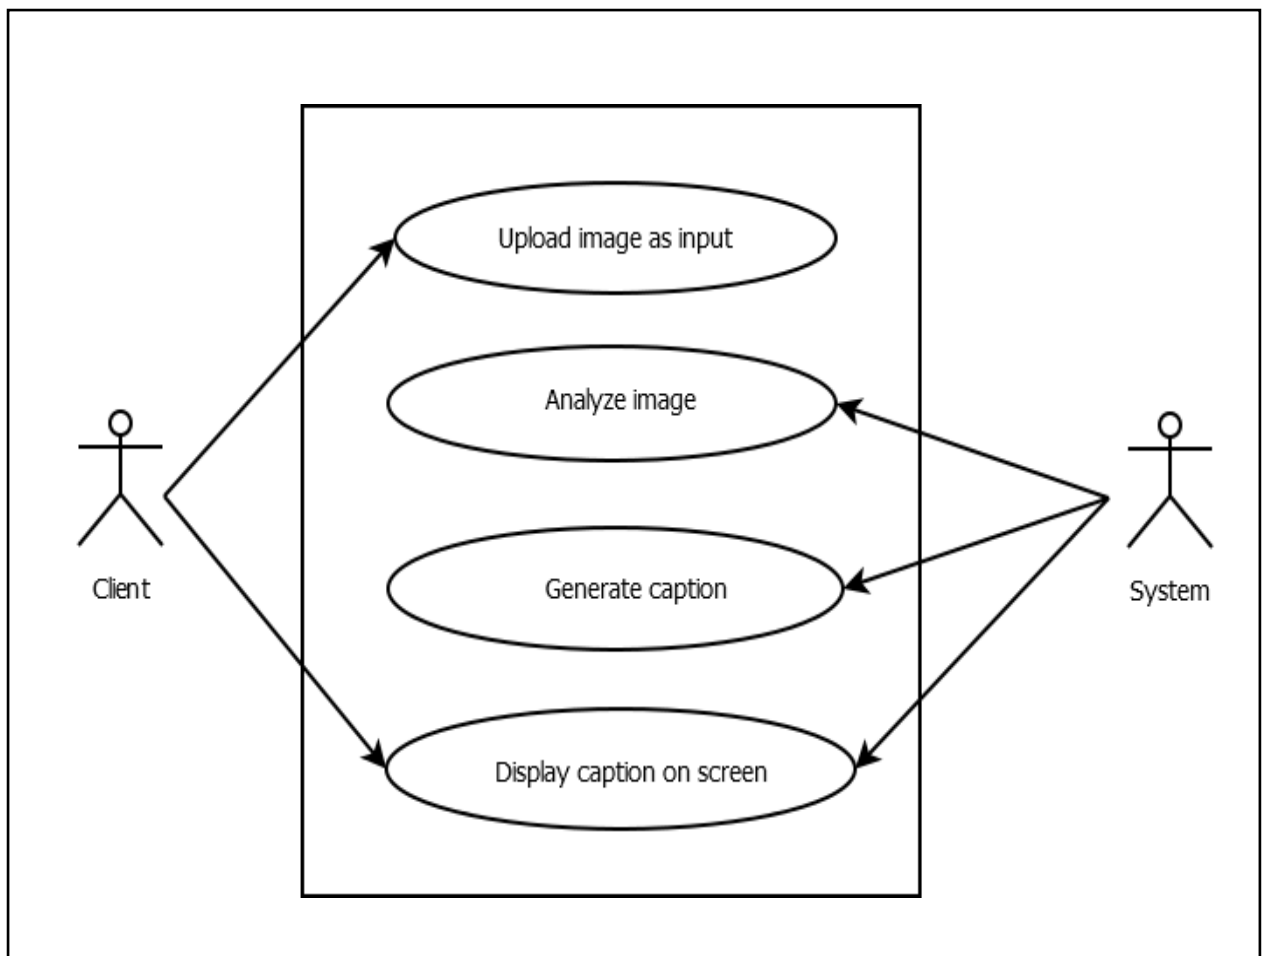 Upload image as input
Analyze image
Generate caption
Client
System
Display caption on screen